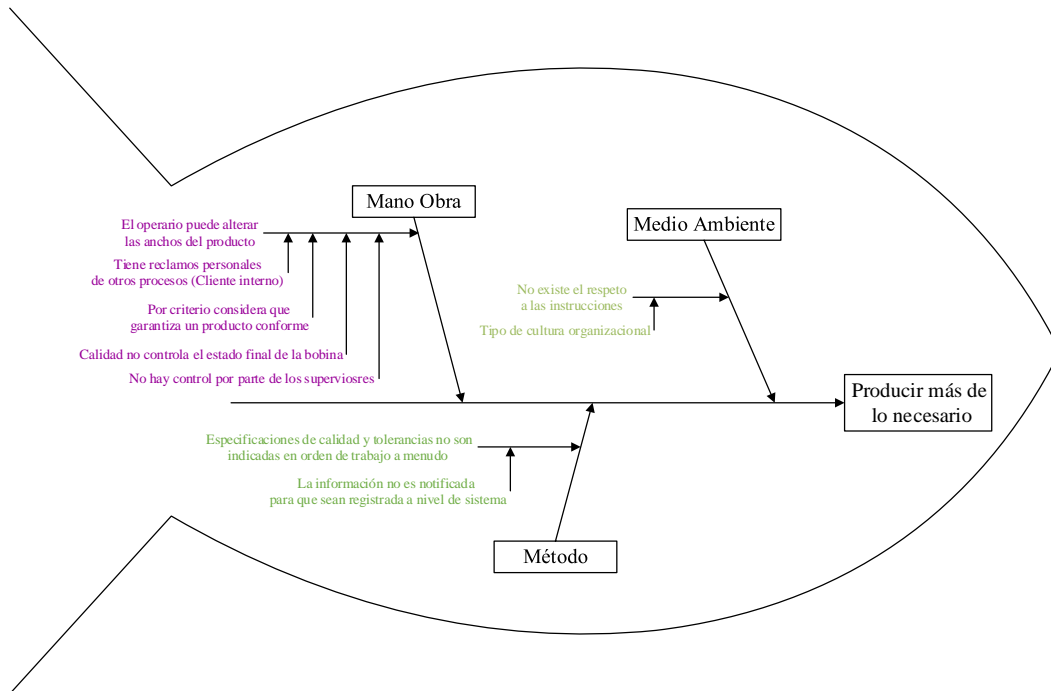 Mano Obra
El operario puede alterar
las anchos del producto
Tiene reclamos personales
de otros procesos (Cliente interno)
Por criterio considera que
garantiza un producto conforme
Calidad no controla el estado final de la bobina
No hay control por parte de los superviosres
Medio Ambiente
No existe el respeto
a las instrucciones
Tipo de cultura organizacional
Producir más de
lo necesario
Especificaciones de calidad y tolerancias no son
indicadas en orden de trabajo a menudo
La información no es notificada
para que sean registrada a nivel de sistema
Método